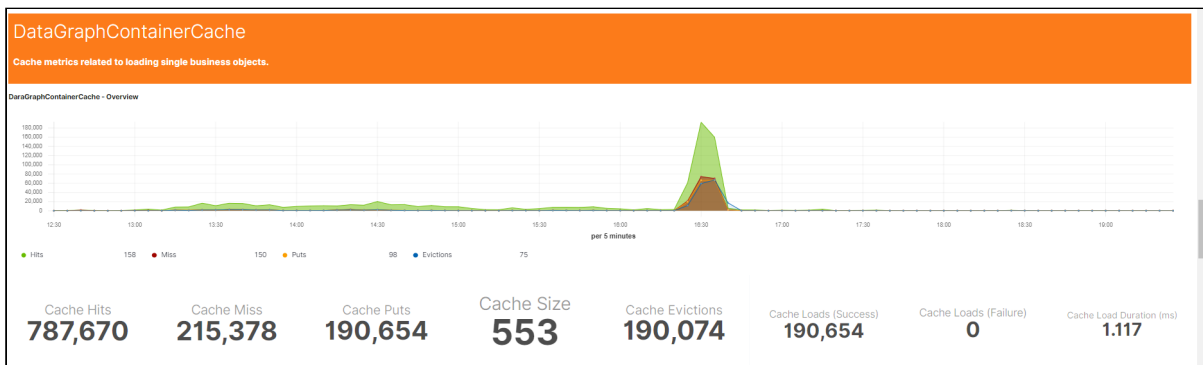 DataGraphContainerCache
Cache metrics related to loading single business objects.
DaraGraphContainerCache - Overview
180,000
160,000
140,000
120,000
100,000
80,000
60,000
40,000
20,000
0
12:30 13:00 13:30 14:00 14:30 15:00 15:30 16:00 16:30 17:00 17:30 18:00 18:30 19:00
per 5 minutes
Hits 158 Miss 150 Puts 98 Evictions 75
Cache Hits
787,670
Cache Miss
215,378
Cache Puts
190,654
Cache Size
553
Cache Evictions
190,074
Cache Loads (Success)
190,654
Cache Loads (Failure)
0
Cache Load Duration (ms)
1.117